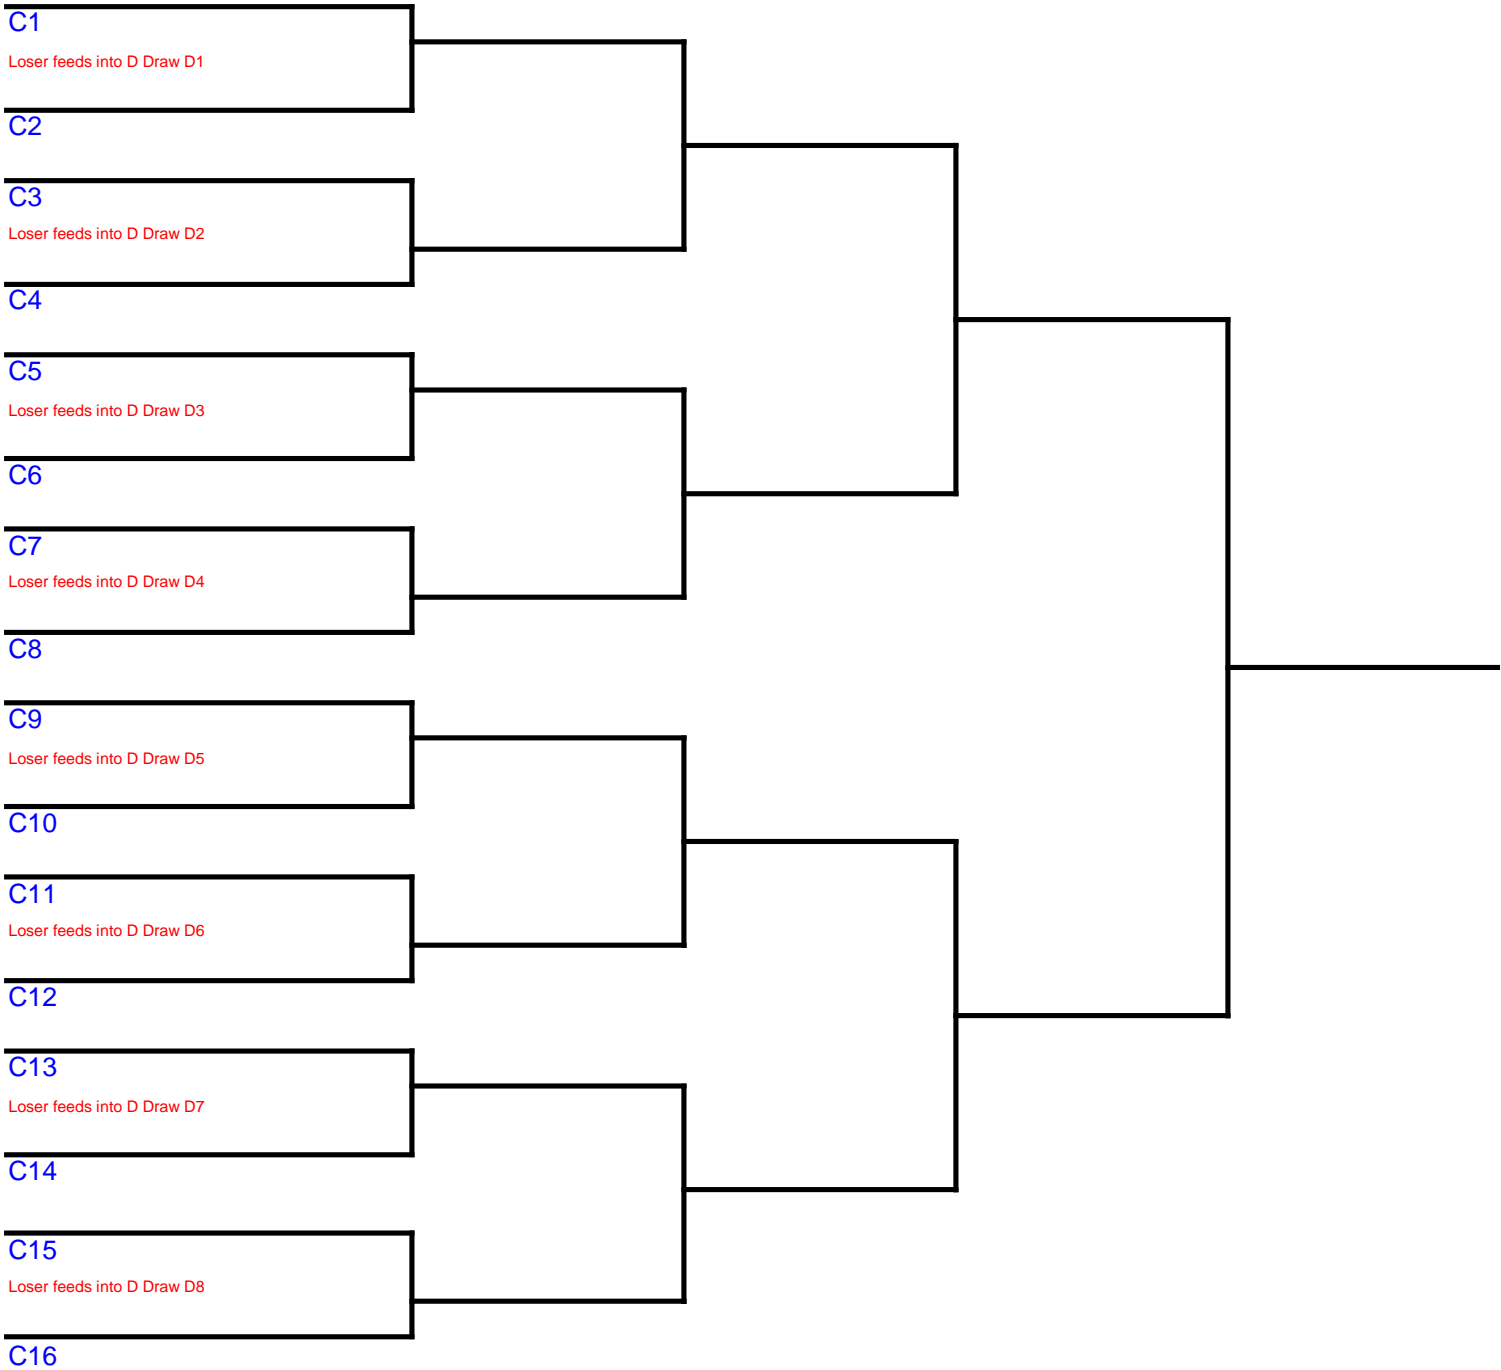 C1
Loser feeds into D Draw D1
C2
C3
Loser feeds into D Draw D2
C4
C5
Loser feeds into D Draw D3
C6
C7
Loser feeds into D Draw D4
C8
C9
Loser feeds into D Draw D5
C10
C11
Loser feeds into D Draw D6
C12
C13
Loser feeds into D Draw D7
C14
C15
Loser feeds into D Draw D8
C16